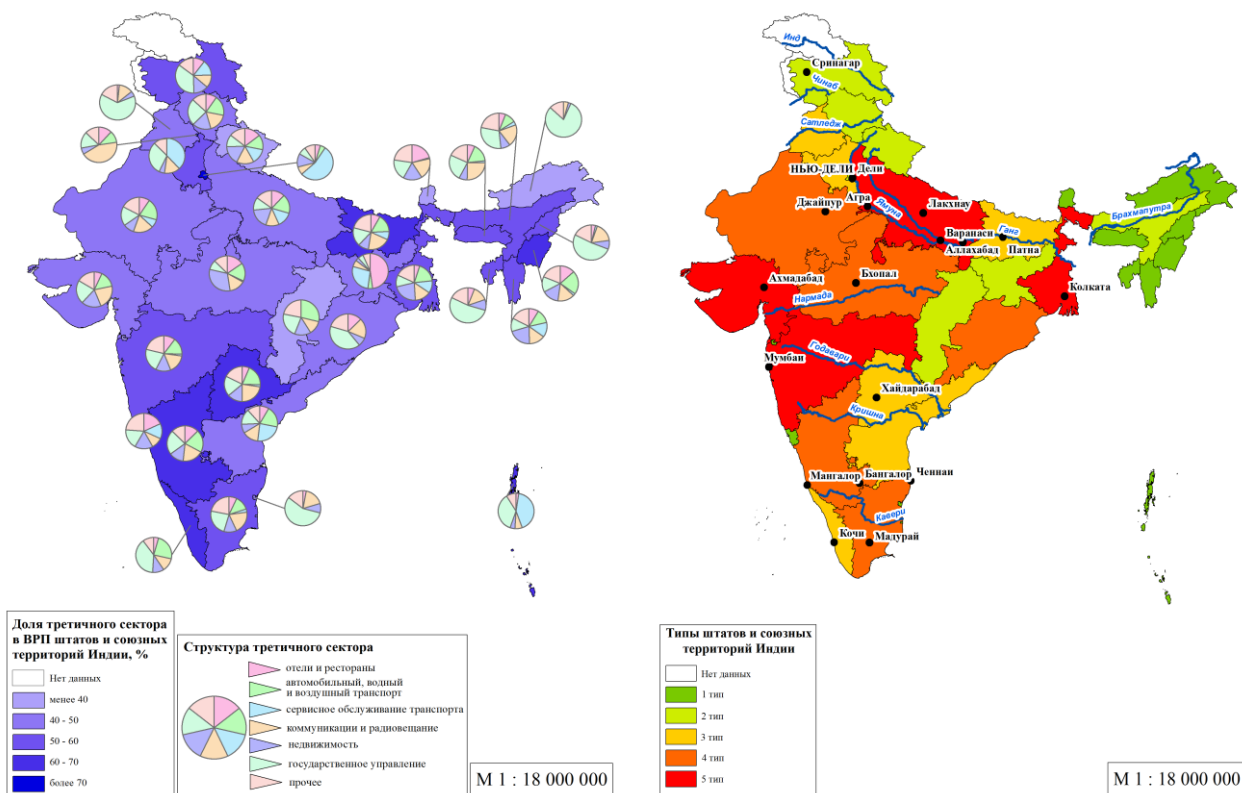 Инд
Сринагар
Чинаб
Сатледж
НЬЮ-ДЕЛИ
Дели
Джайпур
Агра
Ямуна
Лакхнау
Брахмапутра
Варанаси
Ганг
Аллахабад
Патна
Ахмадабад
Бхопал
Нармада
Колката
Годавари
Мумбаи
Хайдарабад
Кришна
Мангалор
Бангалор
Ченнаи
Кавери
Кочи
Мадурай
Доля третичного сектора
в ВРП штатов и союзных
территорий Индии, %
Нет данных
менее 40
40 - 50
50 - 60
60 - 70
более 70
Структура третичного сектора
отели и рестораны
автомобильный, водный
и воздушный транспорт
сервисное обслуживание транспорта
коммуникации и радиовещание
недвижимость
государственное управление
прочее
М 1 : 18 000 000
Типы штатов и союзных
территорий Индии
Нет данных
1 тип
2 тип
3 тип
4 тип
5 тип
М 1 : 18 000 000